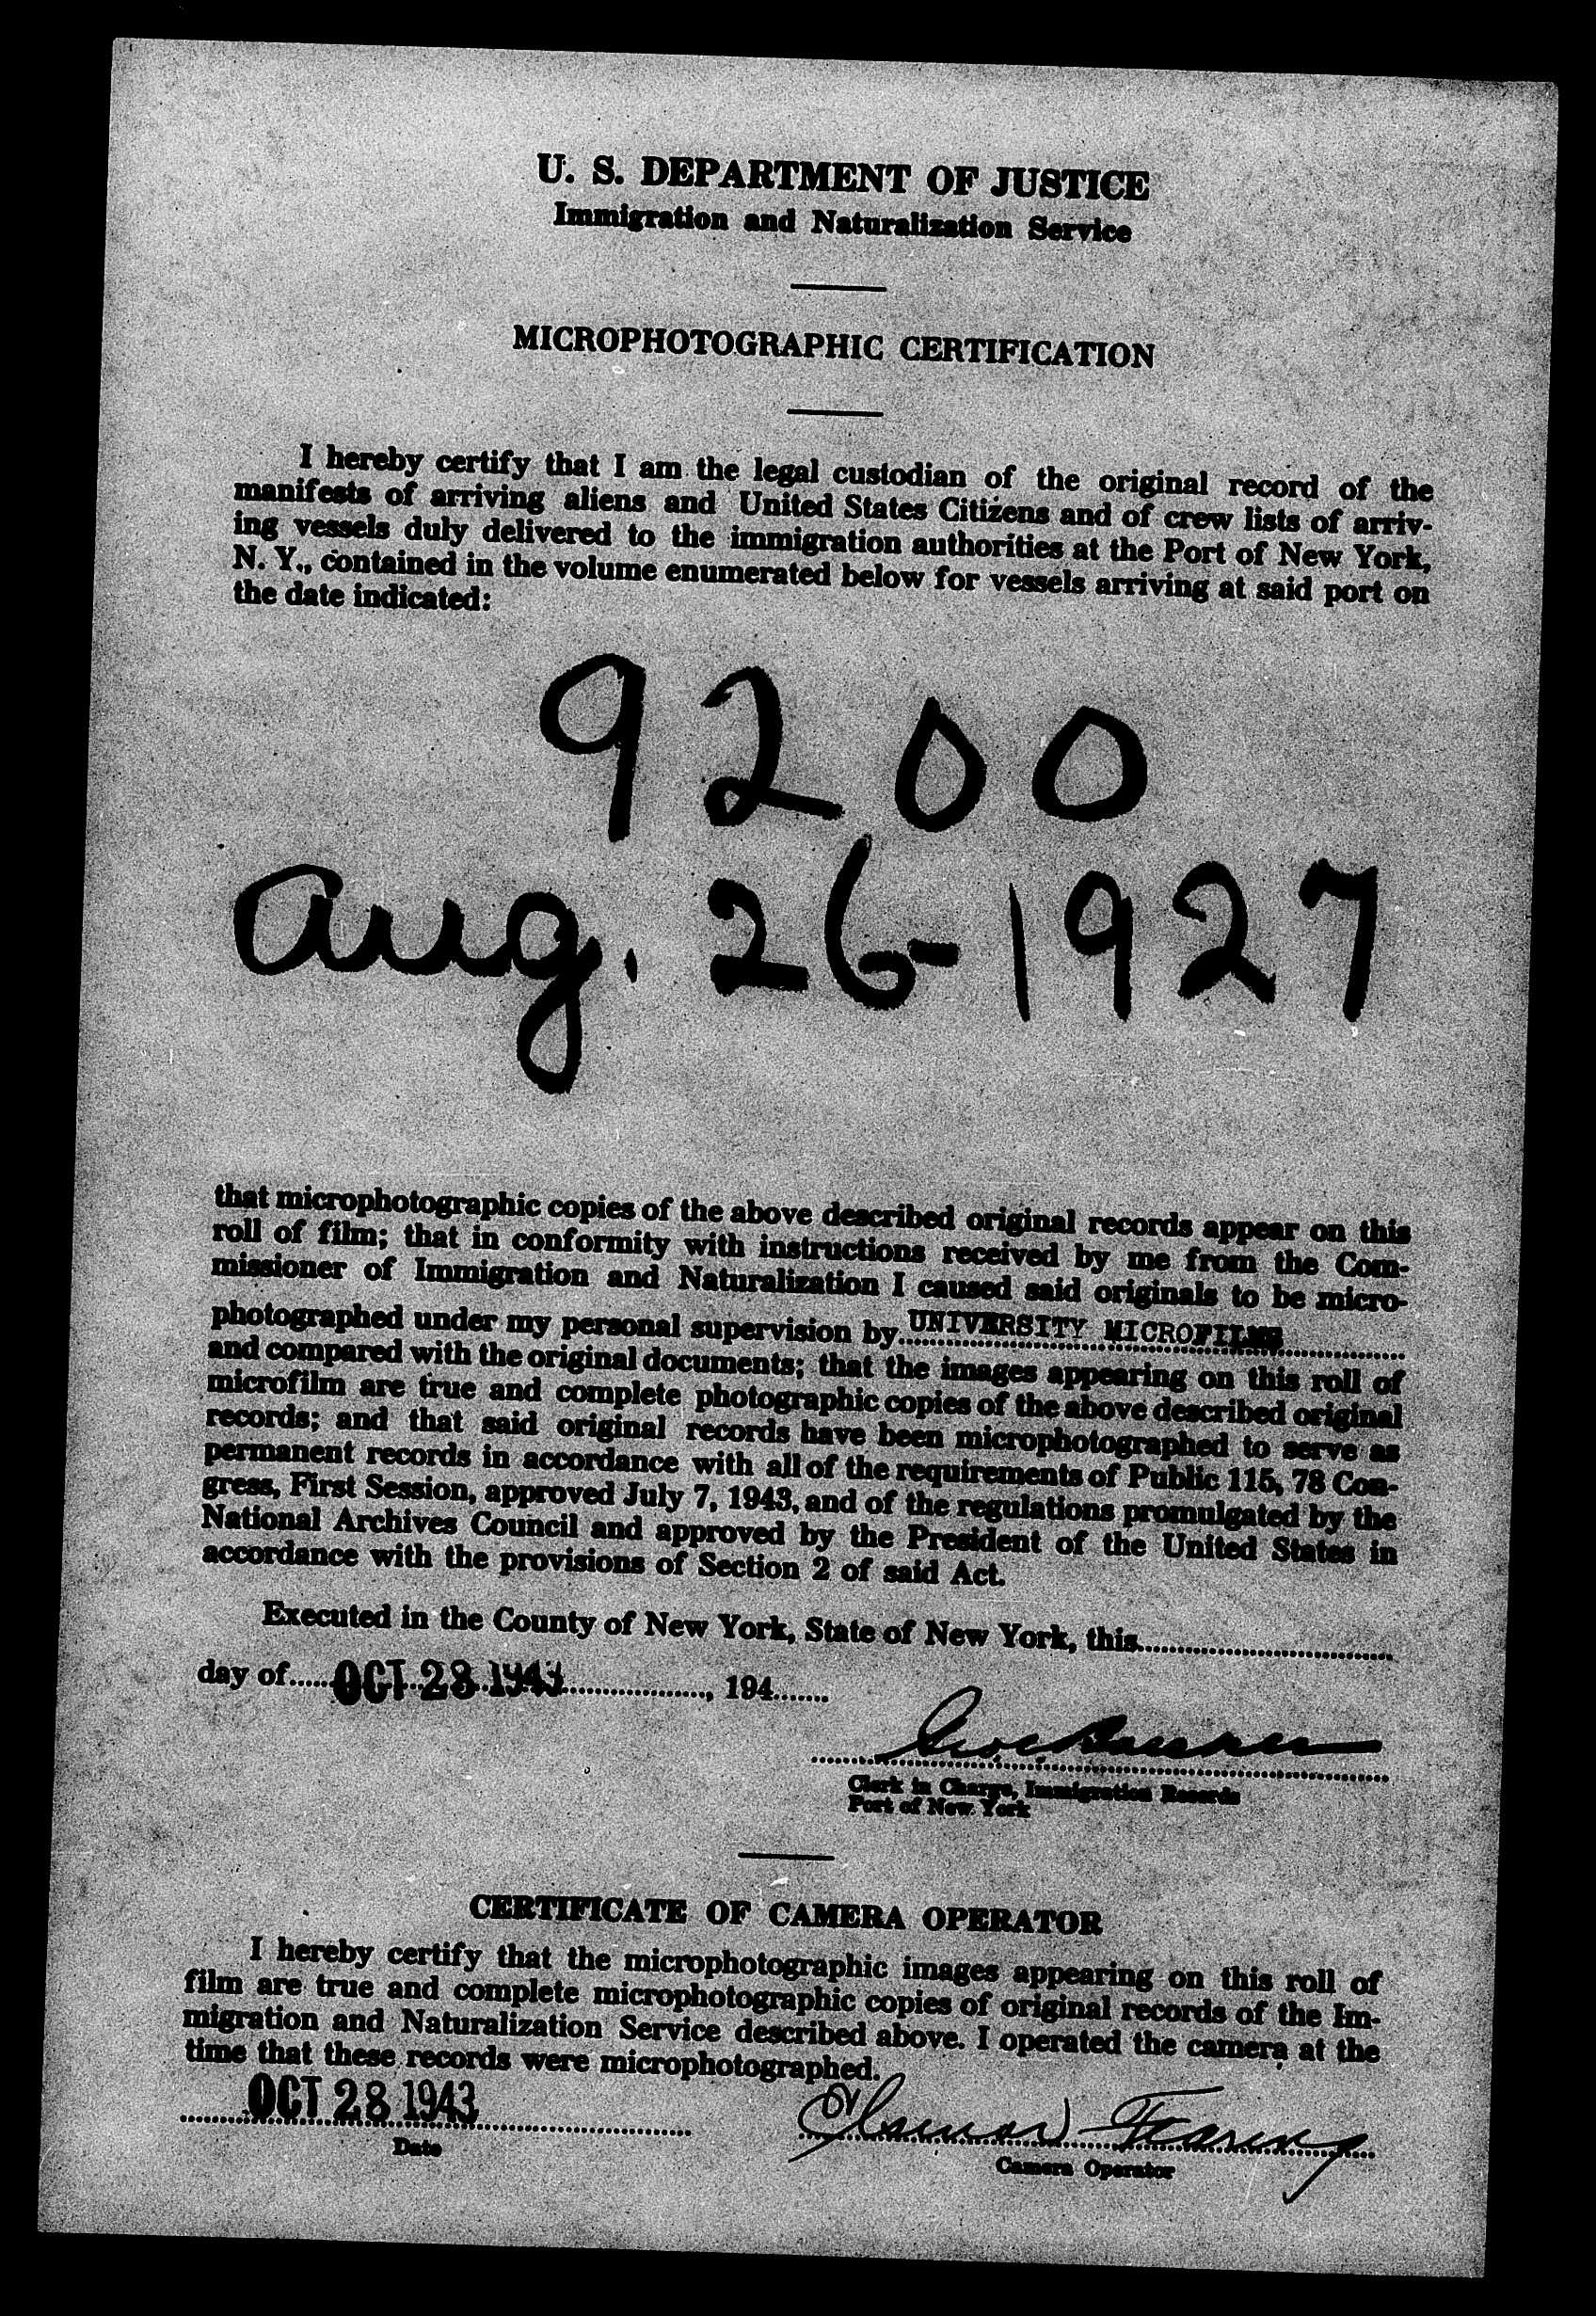 U. S. DEPARTMENT OF JUSTICE
Immigration and Naturalization Service
MICROPHOTOGRAPHIC CERTIFICATION
I hereby certify that I am the legal custodian of the original record of the
manifests of arriving aliens and United States Citizens and of crew lists of arriv-
ing vessels duly delivered to the immigration authorities at the Port of New York,
N. Y., contained in the volume enumerated below for vessels arriving at said port on
the date indicated:
9200
Aug. 26-1927
that microphotographic copies of the above described original records appear on this
roll of film; that in conformity with instructions received by me from the Com-
missioner of Immigration and Naturalization I caused said originals to be micro-
photographed under my personal supervision by UNIVERSITY MICROFILMS
and compared with the original documents; that the images appearing on this roll of
microfilm are true and complete photographic copies of the above described original
records; and that said original records have been microphotographed to serve as
permanent records in accordance with all of the requirements of Public 115, 78 Con-
gress, First Session, approved July 7, 1943, and of the regulations promulgated by the
National Archives Council and approved by the President of the United States in
accordance with the provisions of Section 2 of said Act.
Executed in the County of New York, State of New York, this
day of OCT 28 1943, 194
Clerk in Charge, Immigration Records
Port of New York
CERTIFICATE OF CAMERA OPERATOR
I hereby certify that the microphotographic images appearing on this roll of
film are true and complete microphotographic copies of original records of the Im-
migration and Naturalization Service described above. I operated the camera at the
time that these records were microphotographed.
OCT 28 1943
Date
Camera Operator